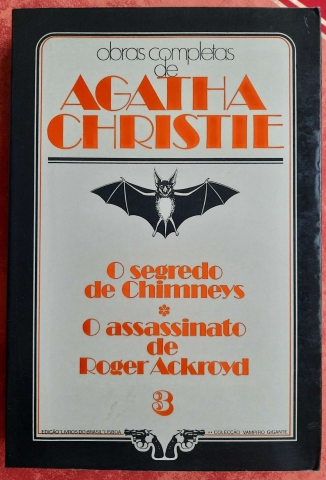 obras completas
de
AGATHA
CHRISTIE
O segredo
de Chimneys
*
O assassinato
de
Roger Ackroyd
3
EDIÇÃO "LIVROS DO BRASIL" LISBOA ** COLECÇÃO VAMPIRO GIGANTE